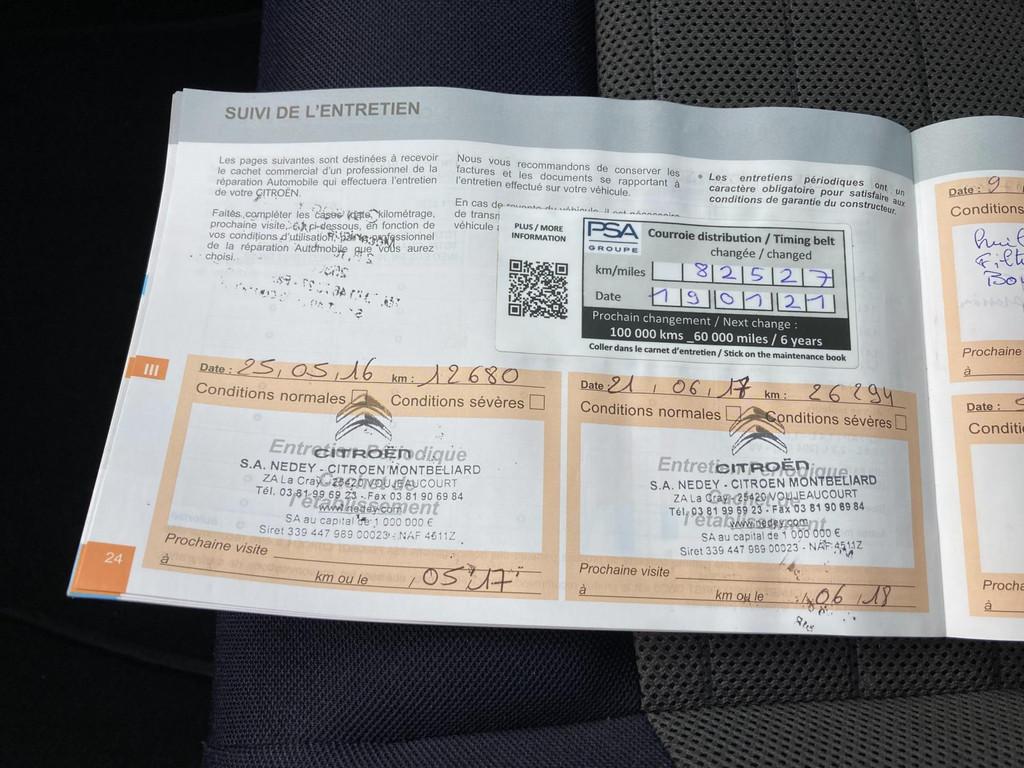 SUIVI DE L'ENTRETIEN
Les pages suivantes sont destinées à recevoir
le cachet commercial d'un professionnel de la
réparation Automobile qui effectuera l'entretien
de votre CITROËN.
Faites compléter les cases (date, kilométrage,
prochaine visite, ...) ci-dessous, en fonction de
vos conditions d'utilisation, par le professionnel
de la réparation Automobile que vous aurez
choisi.
Nous vous recommandons de conserver les
factures et les documents se rapportant à
l'entretien effectué sur votre véhicule.
En cas de revente du véhicule, il est nécessaire
de transm
véhicule
• Les entretiens périodiques ont un
caractère obligatoire pour satisfaire aux
conditions de garantie du constructeur.
PLUS / MORE
INFORMATION
PSA
GROUPE
Courroie distribution / Timing belt
changée / changed
km/miles 82527
Date 190121
Prochain changement / Next change :
100 000 kms _60 000 miles / 6 years
Coller dans le carnet d'entretien / Stick on the maintenance book
III
Date : 25,05,16 km : 12680
Conditions normales Conditions sévères
Entretien Périodique
Cachet de
l'établissement
CITROËN
S.A. NEDEY - CITROEN MONTBELIARD
ZA La Cray - 25420 VOUJEAUCOURT
Tél. 03 81 99 69 23 - Fax 03 81 90 69 84
www.nedey.com
SA au capital de 1 000 000 €
Siret 339 447 989 00023 - NAF 4511Z
Prochaine visite
à km ou le , 05,17
Date : 21,06,17 km : 26294
Conditions normales Conditions sévères
Entretien Périodique
Cachet de
l'établissement
CITROËN
S.A. NEDEY - CITROEN MONTBELIARD
ZA La Cray - 25420 VOUJEAUCOURT
Tél. 03 81 99 69 23 - Fax 03 81 90 69 84
www.nedey.com
SA au capital de 1 000 000 €
Siret 339 447 989 00023 - NAF 4511Z
Prochaine visite
à km ou le , 06,18
24
Date : 9
Conditions
Prochaine
à
Date :
Conditi
Procha
à